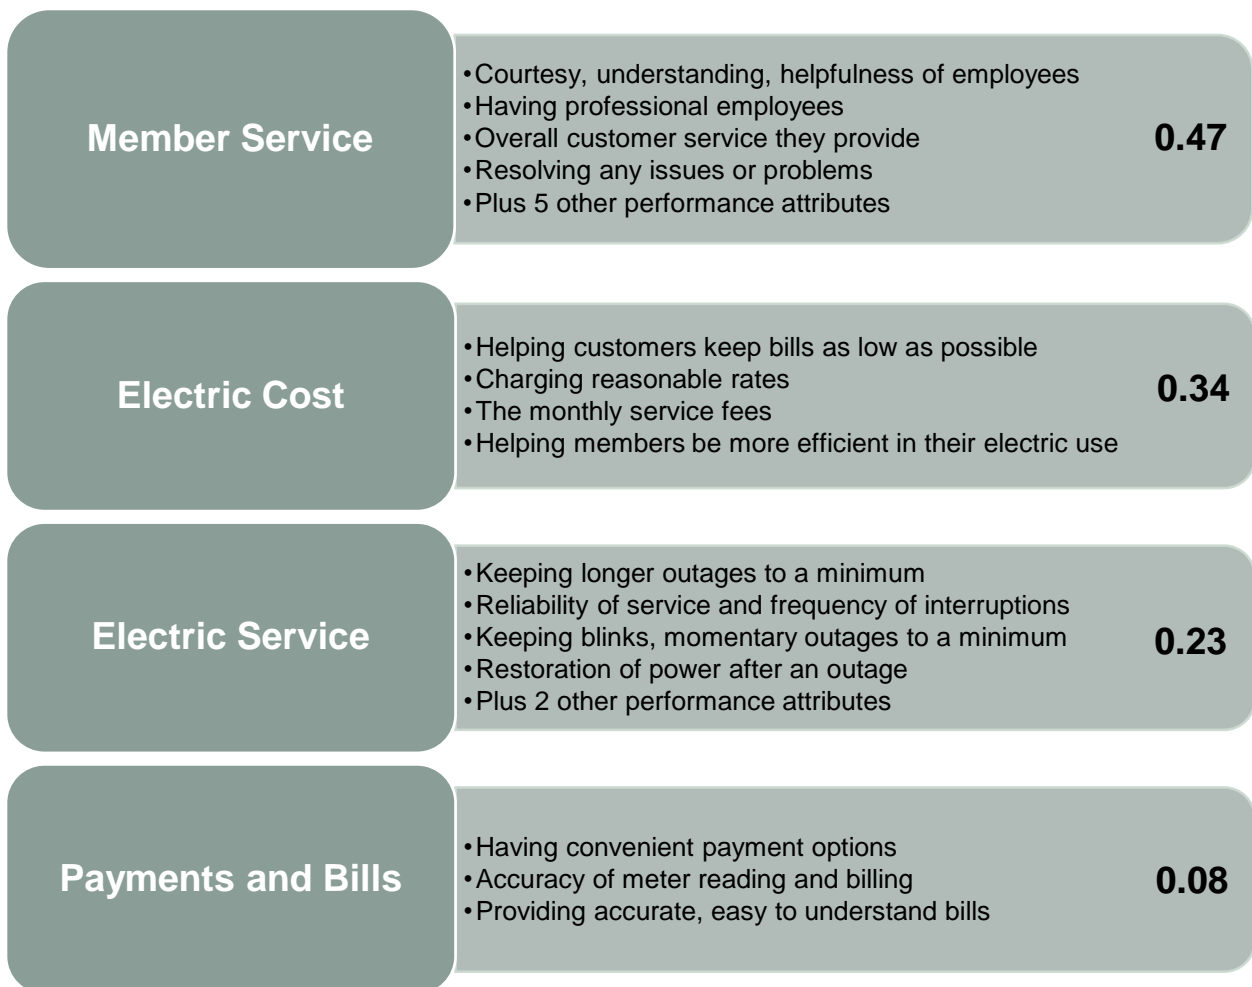 Member Service
•Courtesy, understanding, helpfulness of employees
•Having professional employees
•Overall customer service they provide
•Resolving any issues or problems
•Plus 5 other performance attributes
0.47
Electric Cost
•Helping customers keep bills as low as possible
•Charging reasonable rates
•The monthly service fees
•Helping members be more efficient in their electric use
0.34
Electric Service
•Keeping longer outages to a minimum
•Reliability of service and frequency of interruptions
•Keeping blinks, momentary outages to a minimum
•Restoration of power after an outage
•Plus 2 other performance attributes
0.23
Payments and Bills
•Having convenient payment options
•Accuracy of meter reading and billing
•Providing accurate, easy to understand bills
0.08